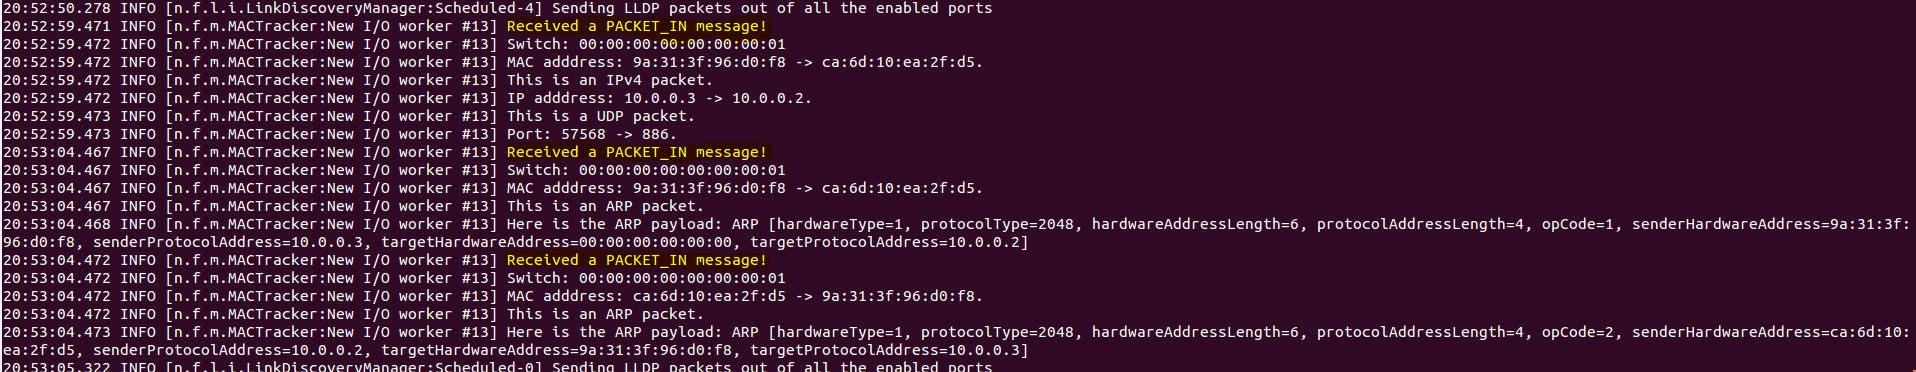 20:52:50.278 INFO [n.f.l.i.LinkDiscoveryManager:Scheduled-4] Sending LLDP packets out of all the enabled ports
20:52:59.471 INFO [n.f.m.MACTracker:New I/O worker #13] Received a PACKET_IN message!
20:52:59.472 INFO [n.f.m.MACTracker:New I/O worker #13] Switch: 00:00:00:00:00:00:00:01
20:52:59.472 INFO [n.f.m.MACTracker:New I/O worker #13] MAC adddress: 9a:31:3f:96:d0:f8 -> ca:6d:10:ea:2f:d5.
20:52:59.472 INFO [n.f.m.MACTracker:New I/O worker #13] This is an IPv4 packet.
20:52:59.472 INFO [n.f.m.MACTracker:New I/O worker #13] IP adddress: 10.0.0.3 -> 10.0.0.2.
20:52:59.473 INFO [n.f.m.MACTracker:New I/O worker #13] This is a UDP packet.
20:52:59.473 INFO [n.f.m.MACTracker:New I/O worker #13] Port: 57568 -> 886.
20:53:04.467 INFO [n.f.m.MACTracker:New I/O worker #13] Received a PACKET_IN message!
20:53:04.467 INFO [n.f.m.MACTracker:New I/O worker #13] Switch: 00:00:00:00:00:00:00:01
20:53:04.467 INFO [n.f.m.MACTracker:New I/O worker #13] MAC adddress: 9a:31:3f:96:d0:f8 -> ca:6d:10:ea:2f:d5.
20:53:04.467 INFO [n.f.m.MACTracker:New I/O worker #13] This is an ARP packet.
20:53:04.468 INFO [n.f.m.MACTracker:New I/O worker #13] Here is the ARP payload: ARP [hardwareType=1, protocolType=2048, hardwareAddressLength=6, protocolAddressLength=4, opCode=1, senderHardwareAddress=9a:31:3f:
96:d0:f8, senderProtocolAddress=10.0.0.3, targetHardwareAddress=00:00:00:00:00:00, targetProtocolAddress=10.0.0.2]
20:53:04.472 INFO [n.f.m.MACTracker:New I/O worker #13] Received a PACKET_IN message!
20:53:04.472 INFO [n.f.m.MACTracker:New I/O worker #13] Switch: 00:00:00:00:00:00:00:01
20:53:04.472 INFO [n.f.m.MACTracker:New I/O worker #13] MAC adddress: ca:6d:10:ea:2f:d5 -> 9a:31:3f:96:d0:f8.
20:53:04.472 INFO [n.f.m.MACTracker:New I/O worker #13] This is an ARP packet.
20:53:04.473 INFO [n.f.m.MACTracker:New I/O worker #13] Here is the ARP payload: ARP [hardwareType=1, protocolType=2048, hardwareAddressLength=6, protocolAddressLength=4, opCode=2, senderHardwareAddress=ca:6d:10:
ea:2f:d5, senderProtocolAddress=10.0.0.2, targetHardwareAddress=9a:31:3f:96:d0:f8, targetProtocolAddress=10.0.0.3]
20:53:05.322 INFO [n.f.l.i.LinkDiscoveryManager:Scheduled-0] Sending LLDP packets out of all the enabled ports